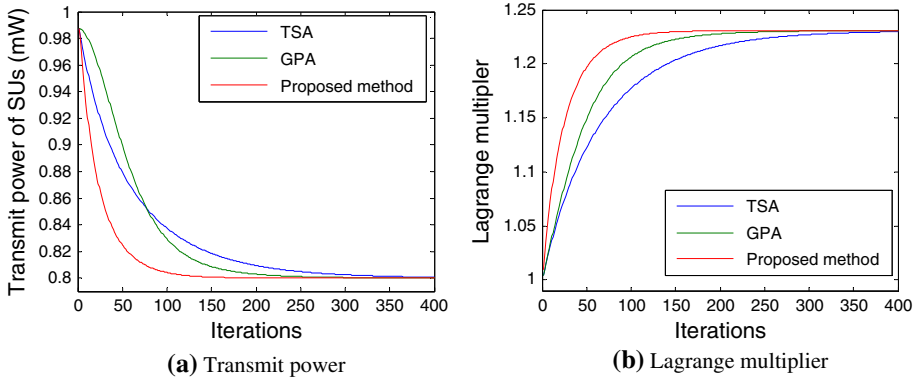 Transmit power of SUs (mW)
0.98
0.96
0.94
0.92
0.9
0.88
0.86
0.84
0.82
0.8
0 50 100 150 200 250 300 350 400
Iterations
TSA
GPA
Proposed method
(a) Transmit power
Lagrange multipler
1.25
1.2
1.15
1.1
1.05
1
0 50 100 150 200 250 300 350 400
Iterations
TSA
GPA
Proposed method
(b) Lagrange multiplier